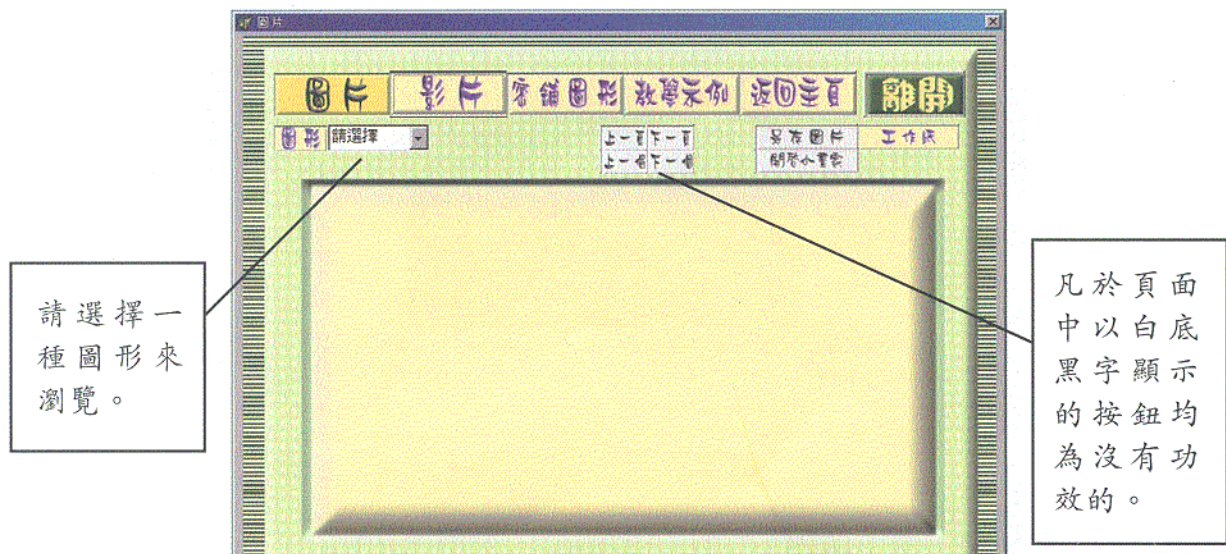 圖片
圖片 影片 密鋪圖形 教學示例 返回主頁 離開
圖形 請選擇 上一頁 下一頁 另存圖片 工作紙
上一個 下一個 開啓小畫家
請選擇一
種圖形來
瀏覽。
凡於頁面
中以白底
黑字顯示
的按鈕均
為沒有功
效的。